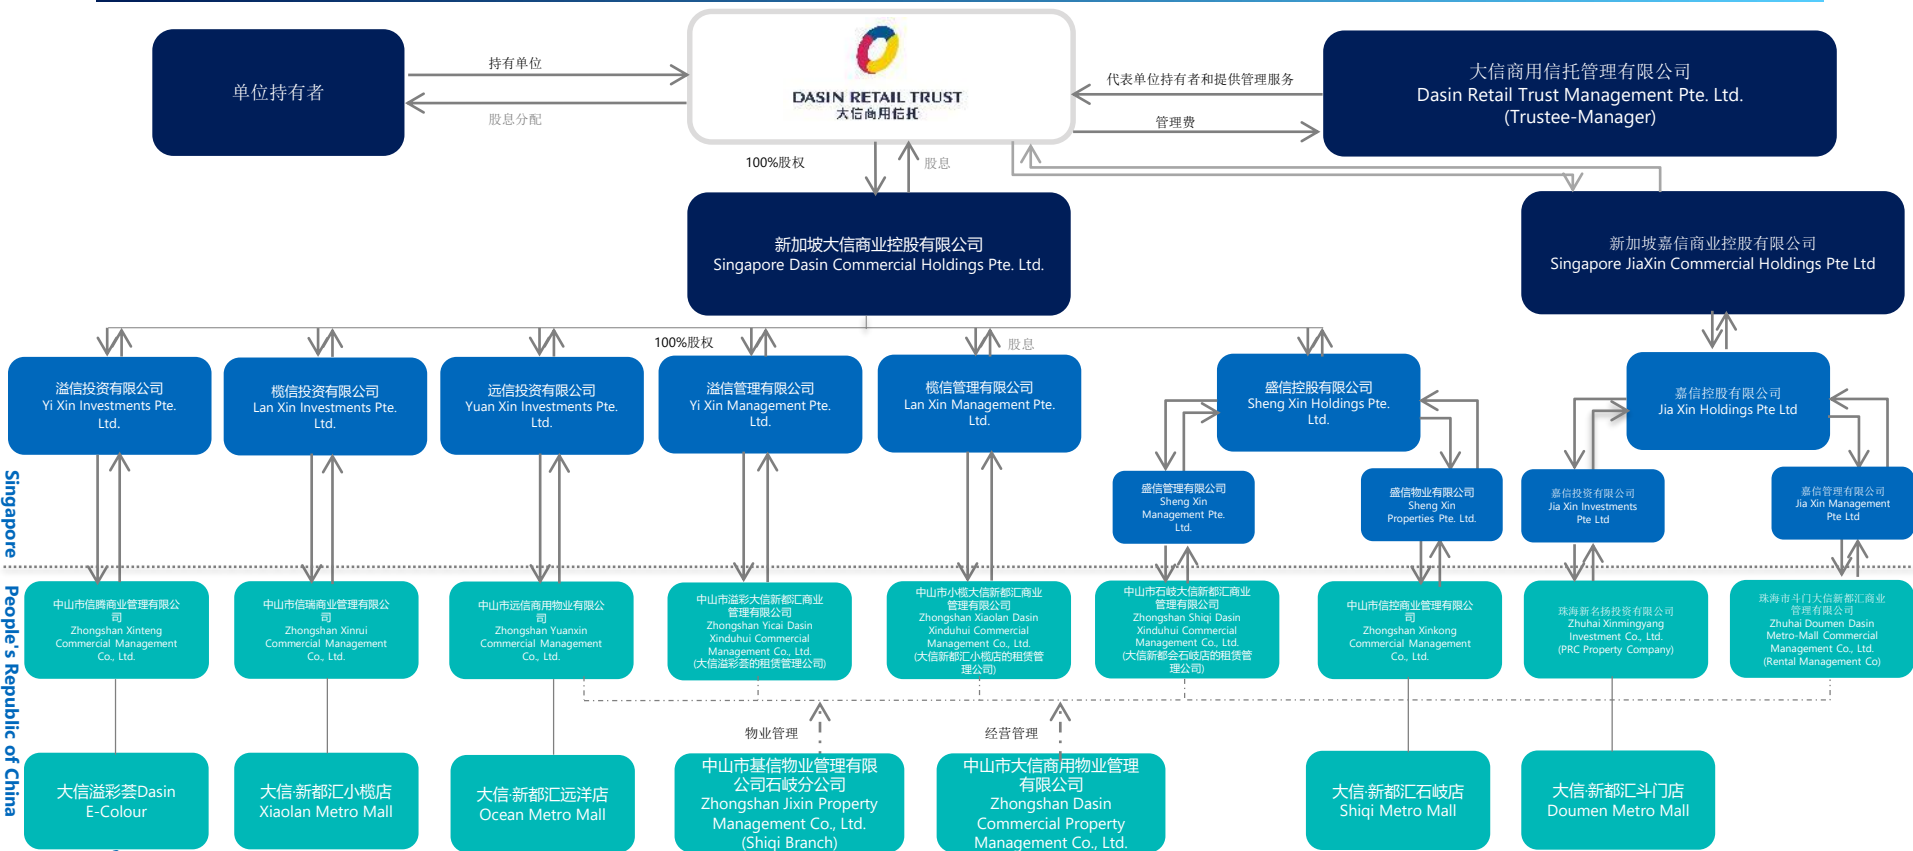 单位持有者
持有单位
股息分配
DASIN RETAIL TRUST
大信商用信托
代表单位持有者和提供管理服务
管理费
大信商用信托管理有限公司
Dasin Retail Trust Management Pte. Ltd.
(Trustee-Manager)
100%股权
股息
新加坡大信商业控股有限公司
Singapore Dasin Commercial Holdings Pte. Ltd.
新加坡嘉信商业控股有限公司
Singapore JiaXin Commercial Holdings Pte Ltd
100%股权
股息
溢信投资有限公司
Yi Xin Investments Pte.
Ltd.
榄信投资有限公司
Lan Xin Investments Pte.
Ltd.
远信投资有限公司
Yuan Xin Investments Pte.
Ltd.
溢信管理有限公司
Yi Xin Management Pte.
Ltd.
榄信管理有限公司
Lan Xin Management Pte.
Ltd.
盛信控股有限公司
Sheng Xin Holdings Pte.
Ltd.
嘉信控股有限公司
Jia Xin Holdings Pte Ltd
盛信管理有限公司
Sheng Xin
Management Pte.
Ltd.
盛信物业有限公司
Sheng Xin
Properties Pte. Ltd.
嘉信投资有限公司
Jia Xin Investments
Pte Ltd
嘉信管理有限公司
Jia Xin Management
Pte Ltd
Singapore
People's Republic of China
中山市信腾商业管理有限公
司
Zhongshan Xinteng
Commercial Management
Co., Ltd.
中山市信瑞商业管理有限公
司
Zhongshan Xinrui
Commercial Management
Co., Ltd.
中山市远信商用物业有限公
司
Zhongshan Yuanxin
Commercial Management
Co., Ltd.
中山市溢彩大信新都汇商业
管理有限公司
Zhongshan Yicai Dasin
Xinduhui Commercial
Management Co., Ltd.
(大信溢彩荟的租赁管理公司)
中山市小榄大信新都汇商业
管理有限公司
Zhongshan Xiaolan Dasin
Xinduhui Commercial
Management Co., Ltd.
(大信新都汇小榄店的租赁管
理公司)
中山市石岐大信新都汇商业
管理有限公司
Zhongshan Shiqi Dasin
Xinduhui Commercial
Management Co., Ltd.
(大信新都会石岐店的租赁管
理公司)
中山市信控商业管理有限公
司
Zhongshan Xinkong
Commercial Management
Co., Ltd.
珠海新名扬投资有限公司
Zhuhai Xinmingyang
Investment Co., Ltd.
(PRC Property Company)
珠海市斗门大信新都汇商业
管理有限公司
Zhuhai Doumen Dasin
Metro-Mall Commercial
Management Co., Ltd.
(Rental Management Co)
物业管理
经营管理
大信溢彩荟Dasin
E-Colour
大信·新都汇小榄店
Xiaolan Metro Mall
大信·新都汇远洋店
Ocean Metro Mall
中山市基信物业管理有限
公司石岐分公司
Zhongshan Jixin Property
Management Co., Ltd.
(Shiqi Branch)
中山市大信商用物业管理
有限公司
Zhongshan Dasin
Commercial Property
Management Co., Ltd.
大信·新都汇石岐店
Shiqi Metro Mall
大信·新都汇斗门店
Doumen Metro Mall